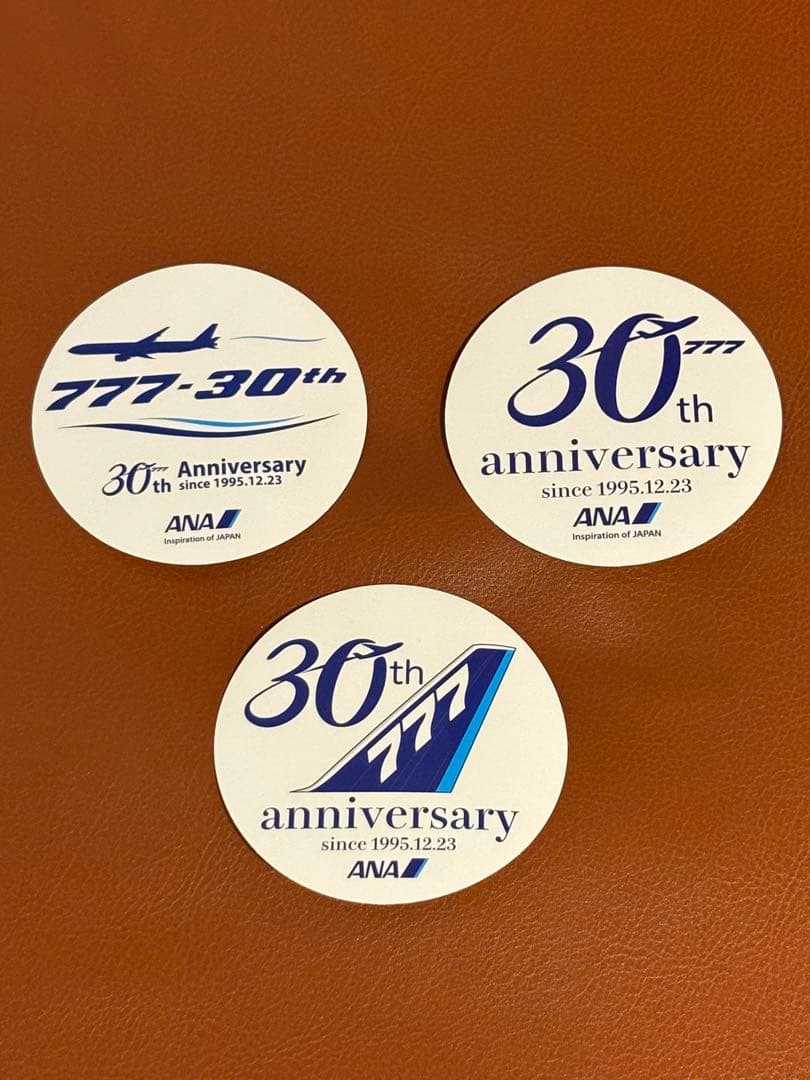 777-30th
30th 777 Anniversary
since 1995.12.23
ANA
Inspiration of JAPAN
30th 777
anniversary
since 1995.12.23
ANA
Inspiration of JAPAN
30th
777
anniversary
since 1995.12.23
ANA